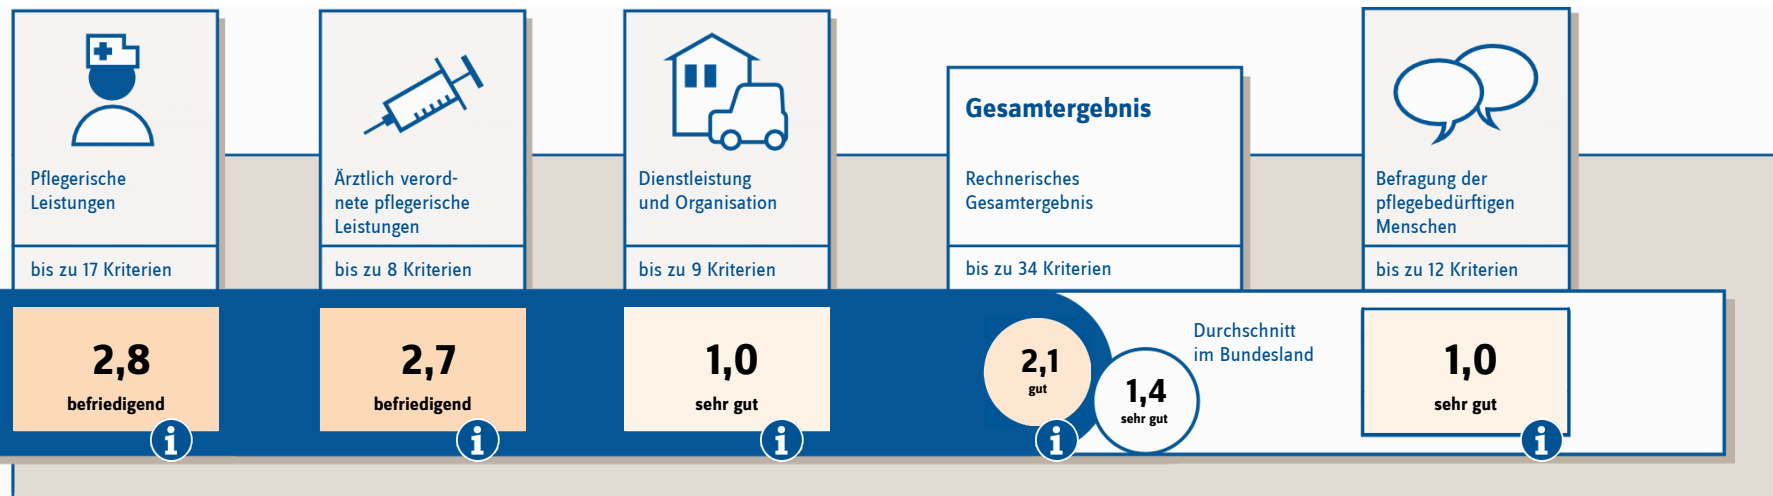 Pflegerische
Leistungen
bis zu 17 Kriterien
2,8
befriedigend
i
Ärztlich verord-
nete pflegerische
Leistungen
bis zu 8 Kriterien
2,7
befriedigend
i
Dienstleistung
und Organisation
bis zu 9 Kriterien
1,0
sehr gut
i
Gesamtergebnis
Rechnerisches
Gesamtergebnis
bis zu 34 Kriterien
2,1
gut
i
1,4
sehr gut
Durchschnitt
im Bundesland
Befragung der
pflegebedürftigen
Menschen
bis zu 12 Kriterien
1,0
sehr gut
i